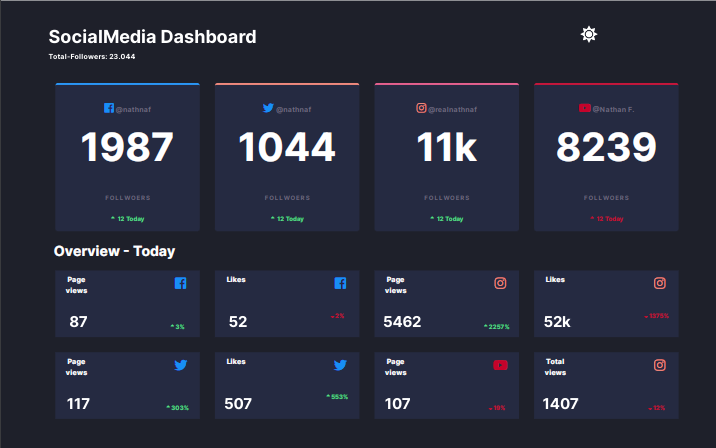 SocialMedia Dashboard
Total-Followers: 23.044
@nathnaf
1987
FOLLWOERS
12 Today
@nathnaf
1044
FOLLWOERS
12 Today
@realnathnaf
11k
FOLLWOERS
12 Today
@Nathan F.
8239
FOLLWOERS
12 Today
Overview - Today
Page
views
87
3%
Likes
52
2%
Page
views
5462
2257%
Likes
52k
1375%
Page
views
117
303%
Likes
507
553%
Page
views
107
19%
Total
views
1407
12%